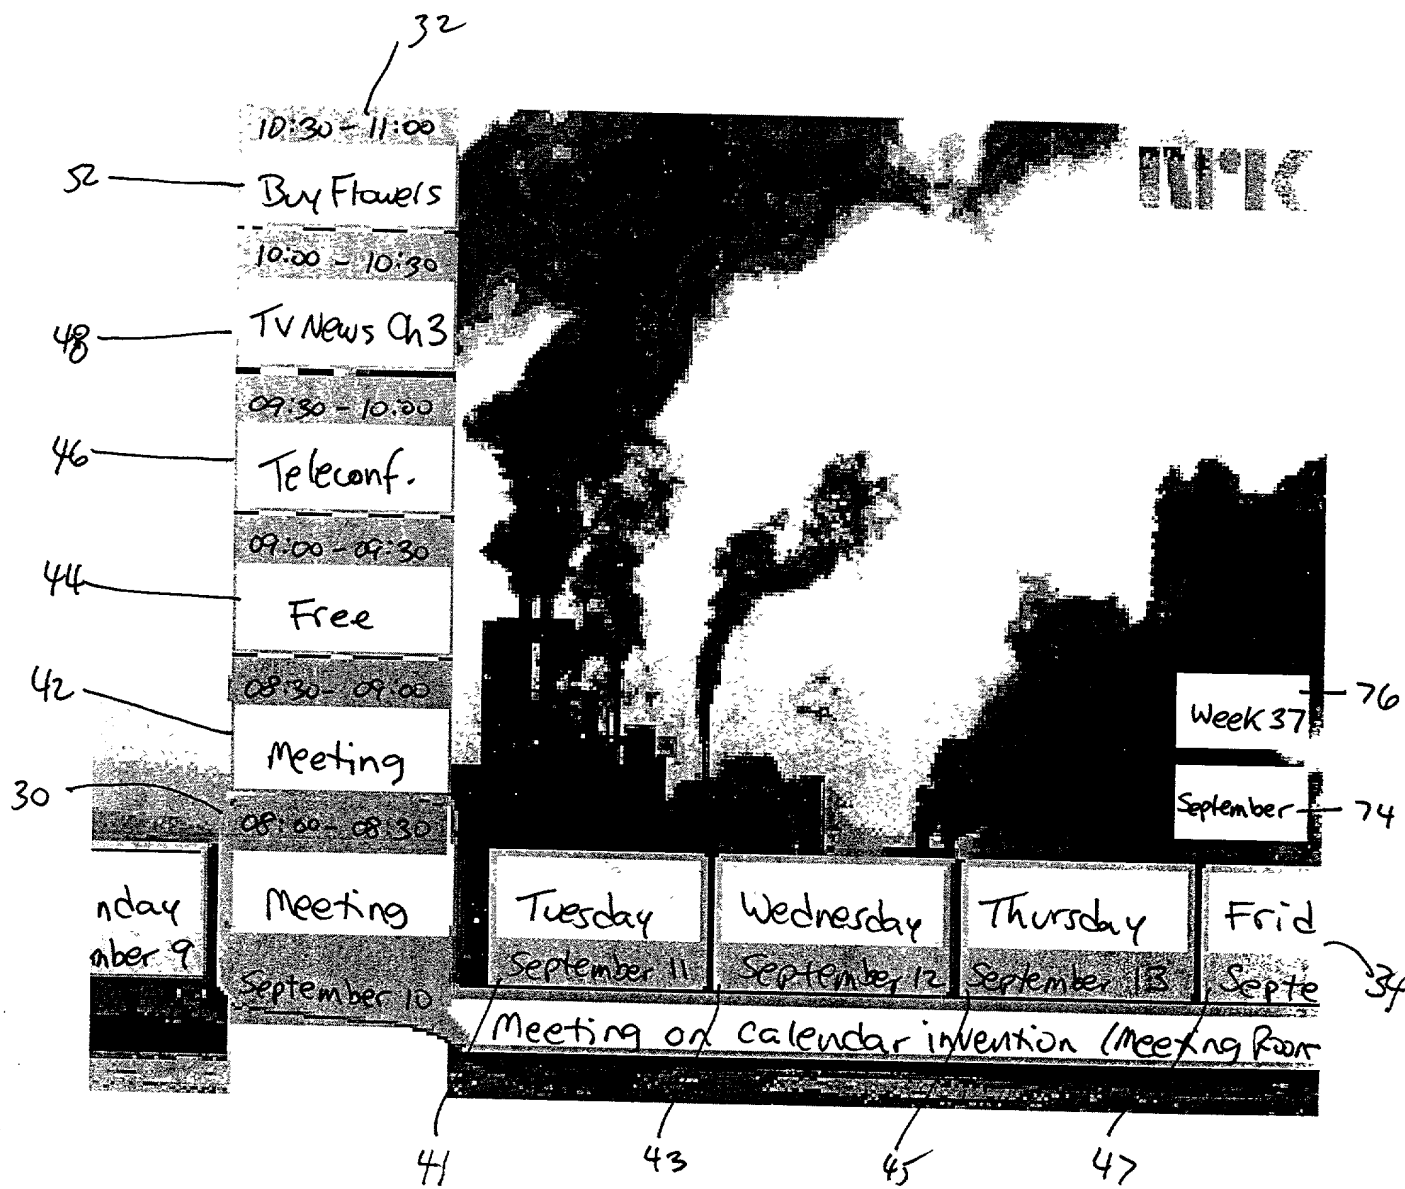 32
10:30 - 11:00
52
Buy Flowers
10:00 - 10:30
48
TV News Ch3
09:30 - 10:00
46
Teleconf.
09:00 - 09:30
44
Free
08:30 - 09:00
42
Meeting
30
08:00 - 08:30
Meeting
September 10
nrk
Week 37
76
September
74
nday
mber 9
Tuesday
September 11
Wednesday
September 12
Thursday
September 13
Frid
Septe
34
Meeting on calendar invention (Meeting Room
41
43
45
47